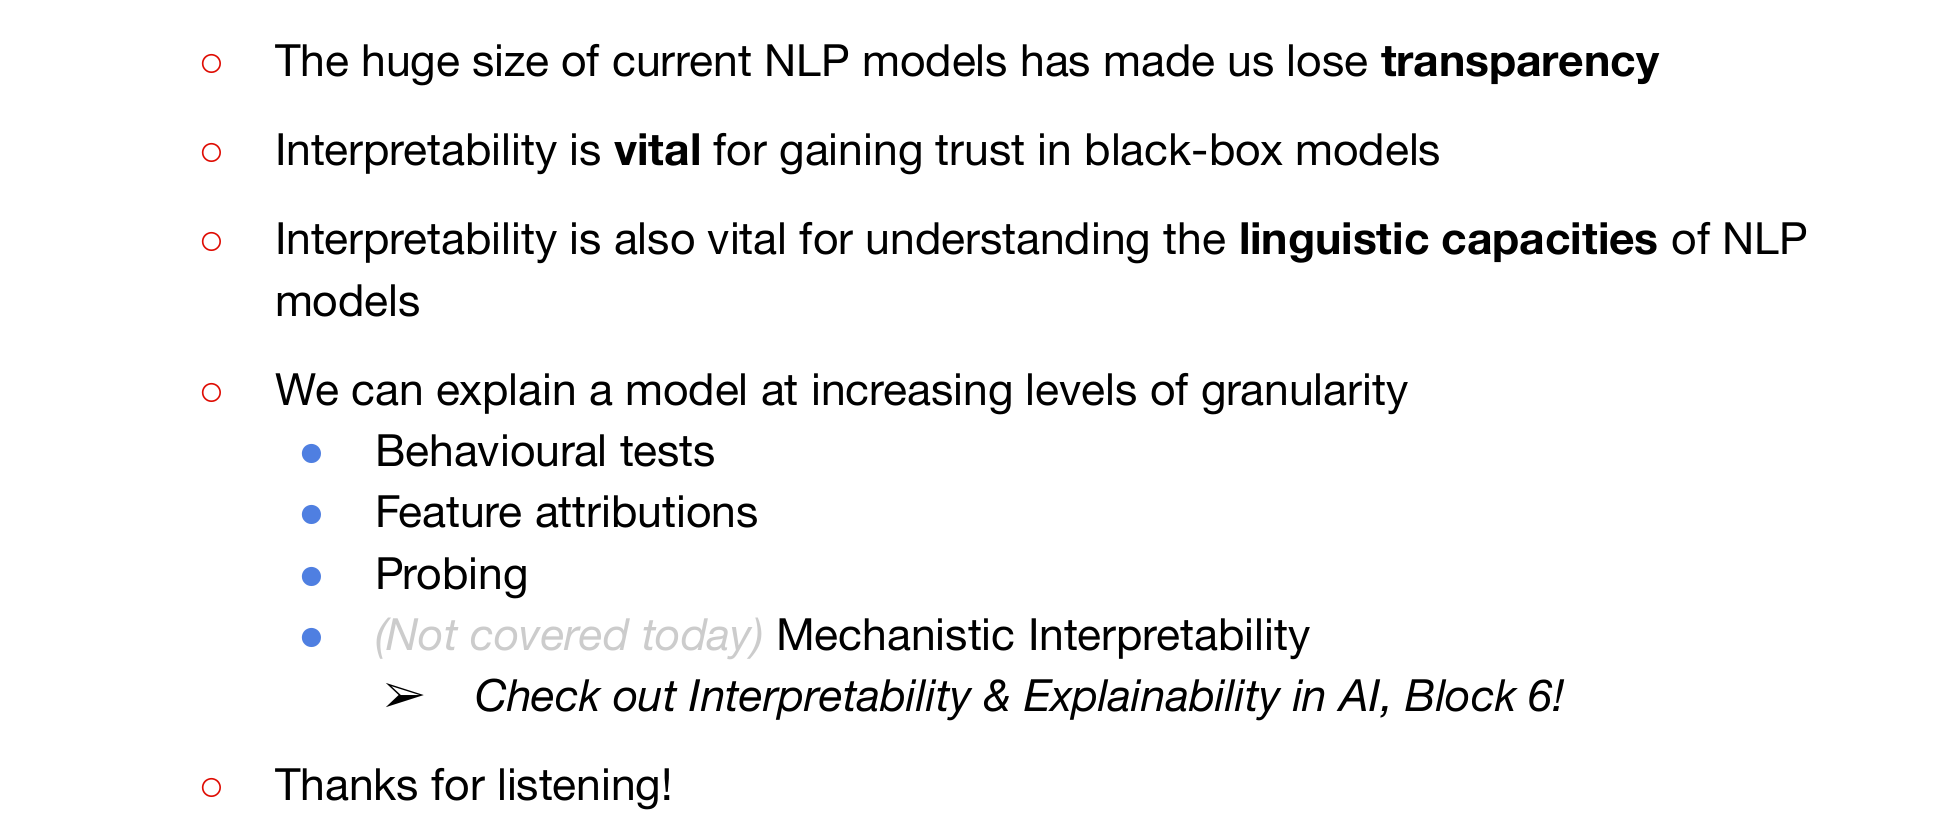 ○ The huge size of current NLP models has made us lose transparency
○ Interpretability is vital for gaining trust in black-box models
○ Interpretability is also vital for understanding the linguistic capacities of NLP
models
○ We can explain a model at increasing levels of granularity
● Behavioural tests
● Feature attributions
● Probing
● (Not covered today) Mechanistic Interpretability
➢ Check out Interpretability & Explainability in AI, Block 6!
○ Thanks for listening!